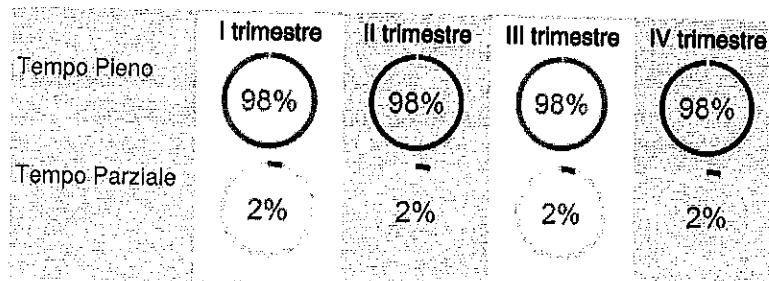 I trimestre II trimestre III trimestre IV trimestre
Tempo Pieno 98% 98% 98% 98%
Tempo Parziale 2% 2% 2% 2%